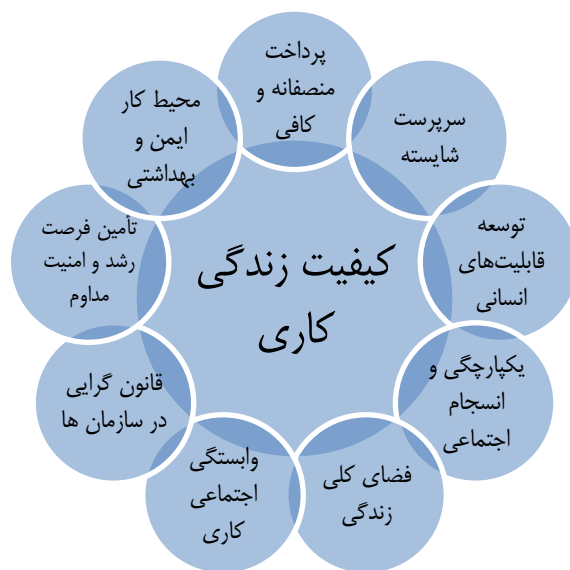 پرداخت
منصفانه و
کافی
سرپرست
شایسته
توسعه
قابلیت‌های
انسانی
یکپارچگی و
انسجام
اجتماعی
فضای کلی
زندگی
وابستگی
اجتماعی
کاری
قانون گرایی
در سازمان ها
تأمین فرصت
رشد و امنیت
مداوم
محیط کار
ایمن و
بهداشتی
کیفیت زندگی
کاری